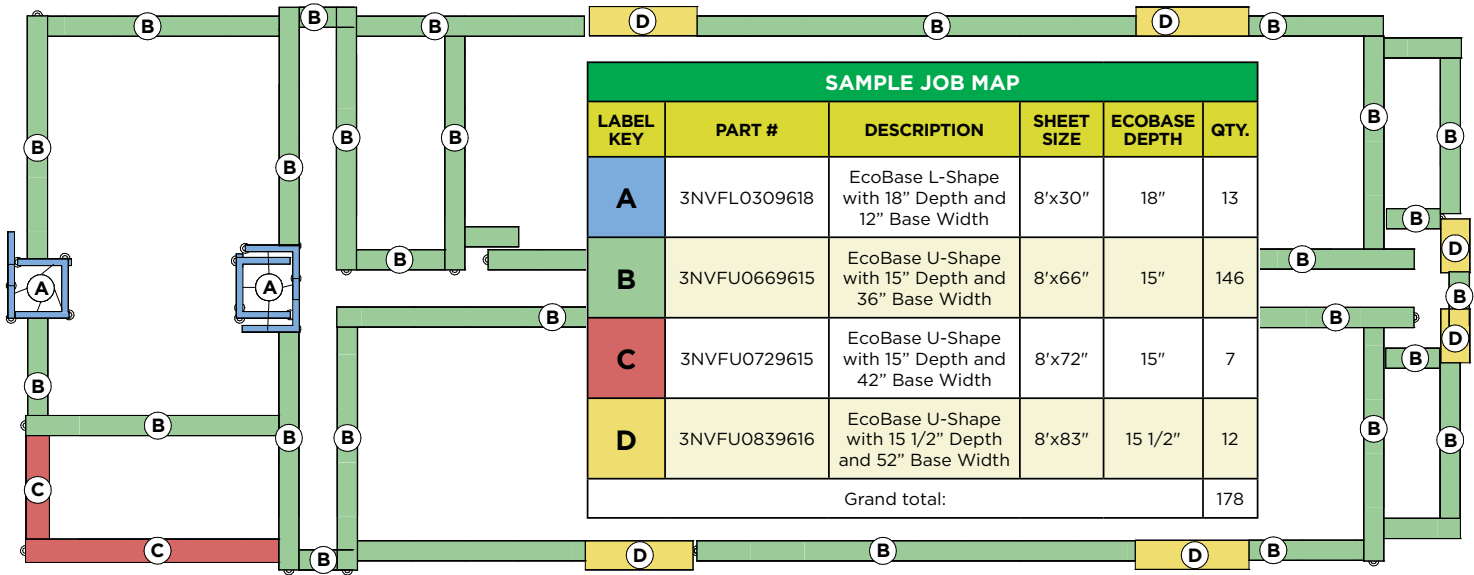 B B B D B D B
B B B
B
B
A A
B
B
B
B B
C
SAMPLE JOB MAP
LABEL KEY PART # DESCRIPTION SHEET SIZE ECOBASE DEPTH QTY.
A 3NVFL0309618 EcoBase L-Shape with 18” Depth and 12” Base Width 8'x30" 18" 13
B 3NVFU0669615 EcoBase U-Shape with 15” Depth and 36” Base Width 8'x66" 15" 146
C 3NVFU0729615 EcoBase U-Shape with 15” Depth and 42” Base Width 8'x72" 15" 7
D 3NVFU0839616 EcoBase U-Shape with 15 1/2” Depth and 52” Base Width 8'x83" 15 1/2" 12
Grand total: 178
B B
B
D
B
B
B
D
B
B B
C B D B D B